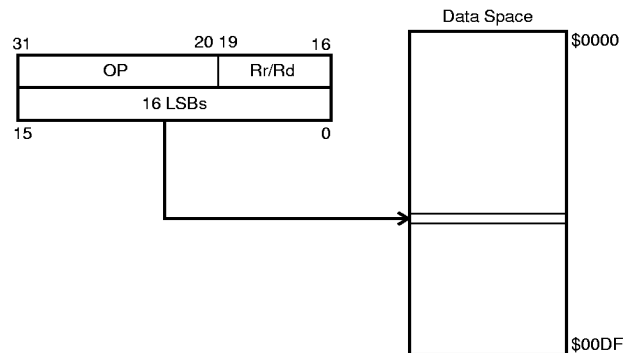 Data Space
31
20 19
16
$0000
OP
Rr/Rd
16 LSBs
15
0
$00DF